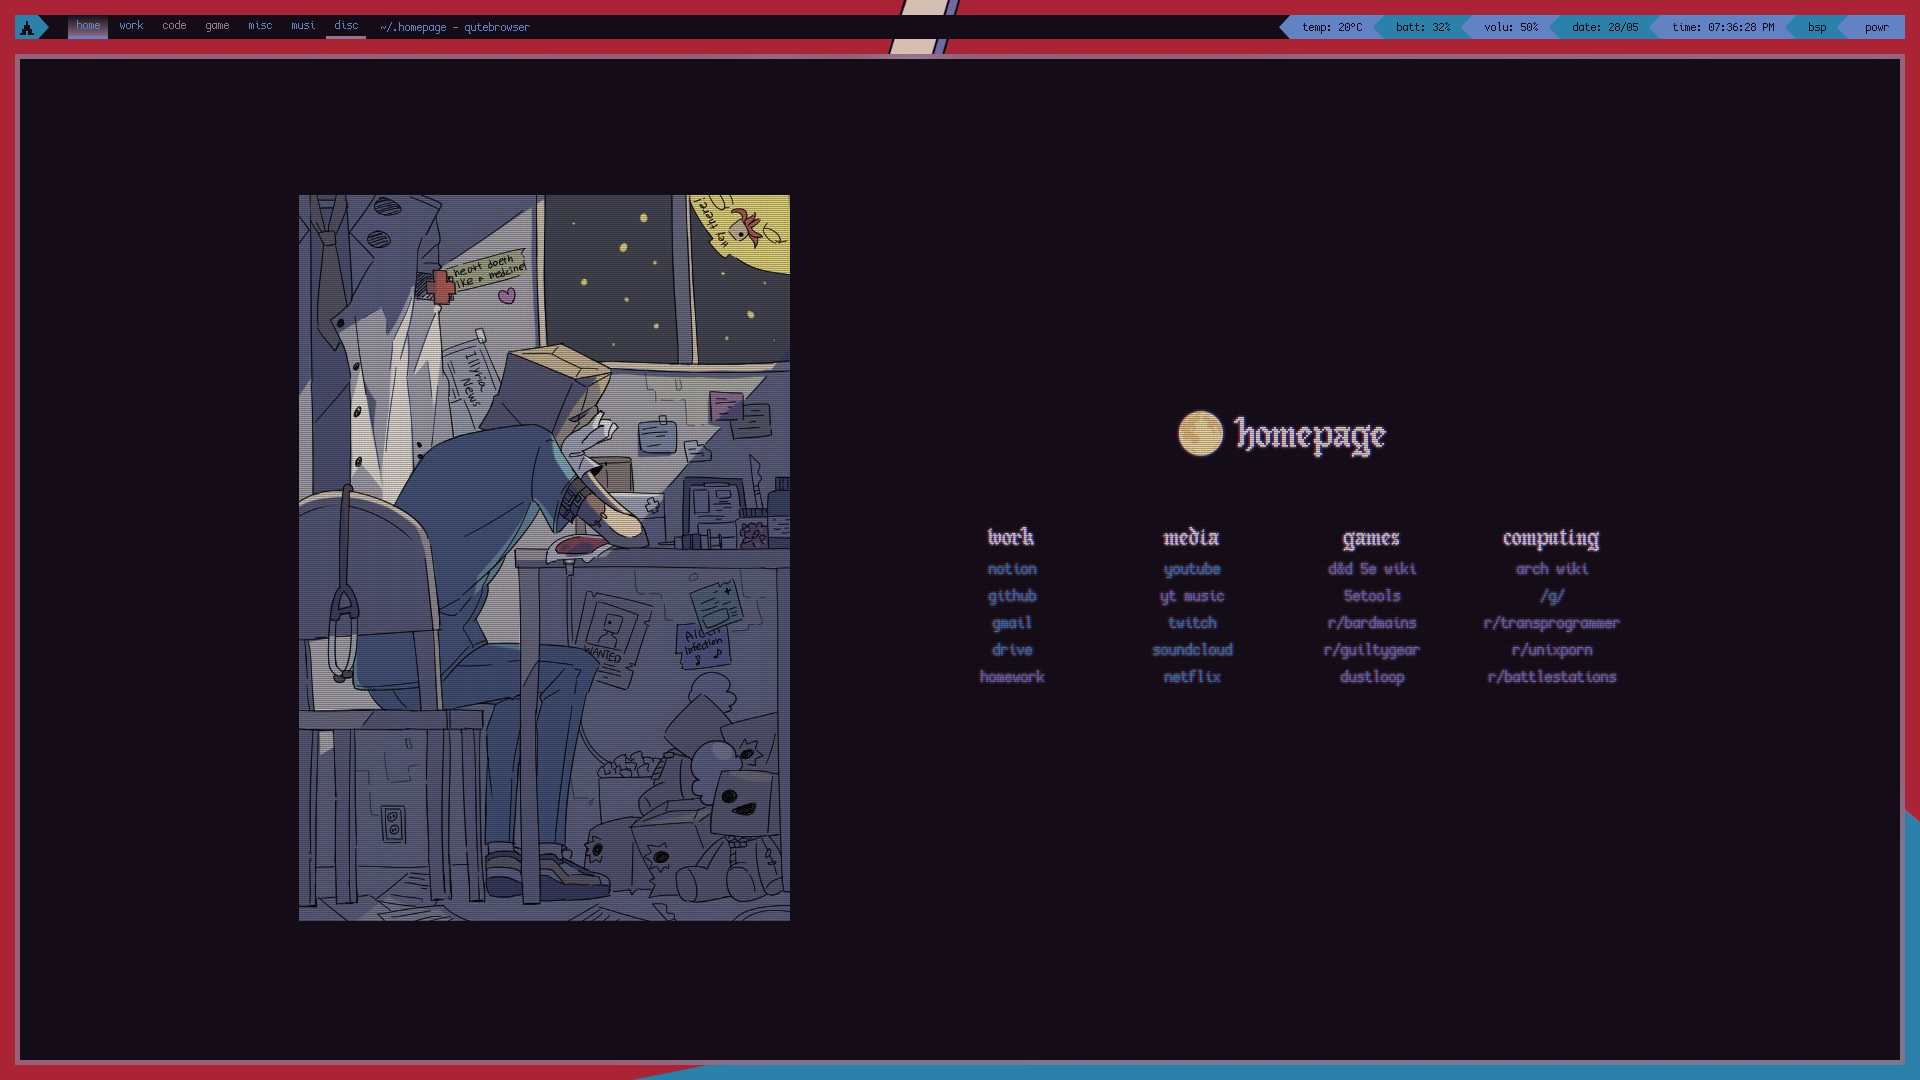 home work code game misc musi disc ~/.homepage - qutebrowser
temp: 20°C batt: 32% volu: 50% date: 28/05 time: 07:36:28 PM bsp powr
Hey there!
heart doeth
like a medicine!
Illyria
News
WANTED
Infection
homepage
work
notion
github
gmail
drive
homework
media
youtube
yt music
twitch
soundcloud
netflix
games
d&d 5e wiki
5etools
r/bardmains
r/guiltygear
dustloop
computing
arch wiki
/g/
r/transprogrammer
r/unixporn
r/battlestations